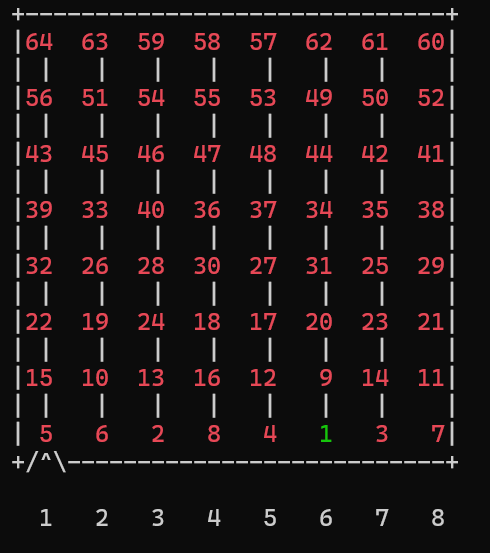 +------------------------------+
|64  63  59  58  57  62  61  60|
| |   |   |   |   |   |   |    |
|56  51  54  55  53  49  50  52|
| |   |   |   |   |   |   |    |
|43  45  46  47  48  44  42  41|
| |   |   |   |   |   |   |    |
|39  33  40  36  37  34  35  38|
| |   |   |   |   |   |   |    |
|32  26  28  30  27  31  25  29|
| |   |   |   |   |   |   |    |
|22  19  24  18  17  20  23  21|
| |   |   |   |   |   |   |    |
|15  10  13  16  12   9  14  11|
| |   |   |   |   |   |   |    |
| 5   6   2   8   4   1   3   7|
+/^\---------------------------+
  1   2   3   4   5   6   7   8